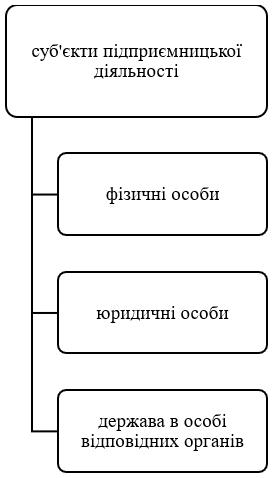 суб'єкти підприємницької
діяльності
фізичні особи
юридичні особи
держава в особі
відповідних органів